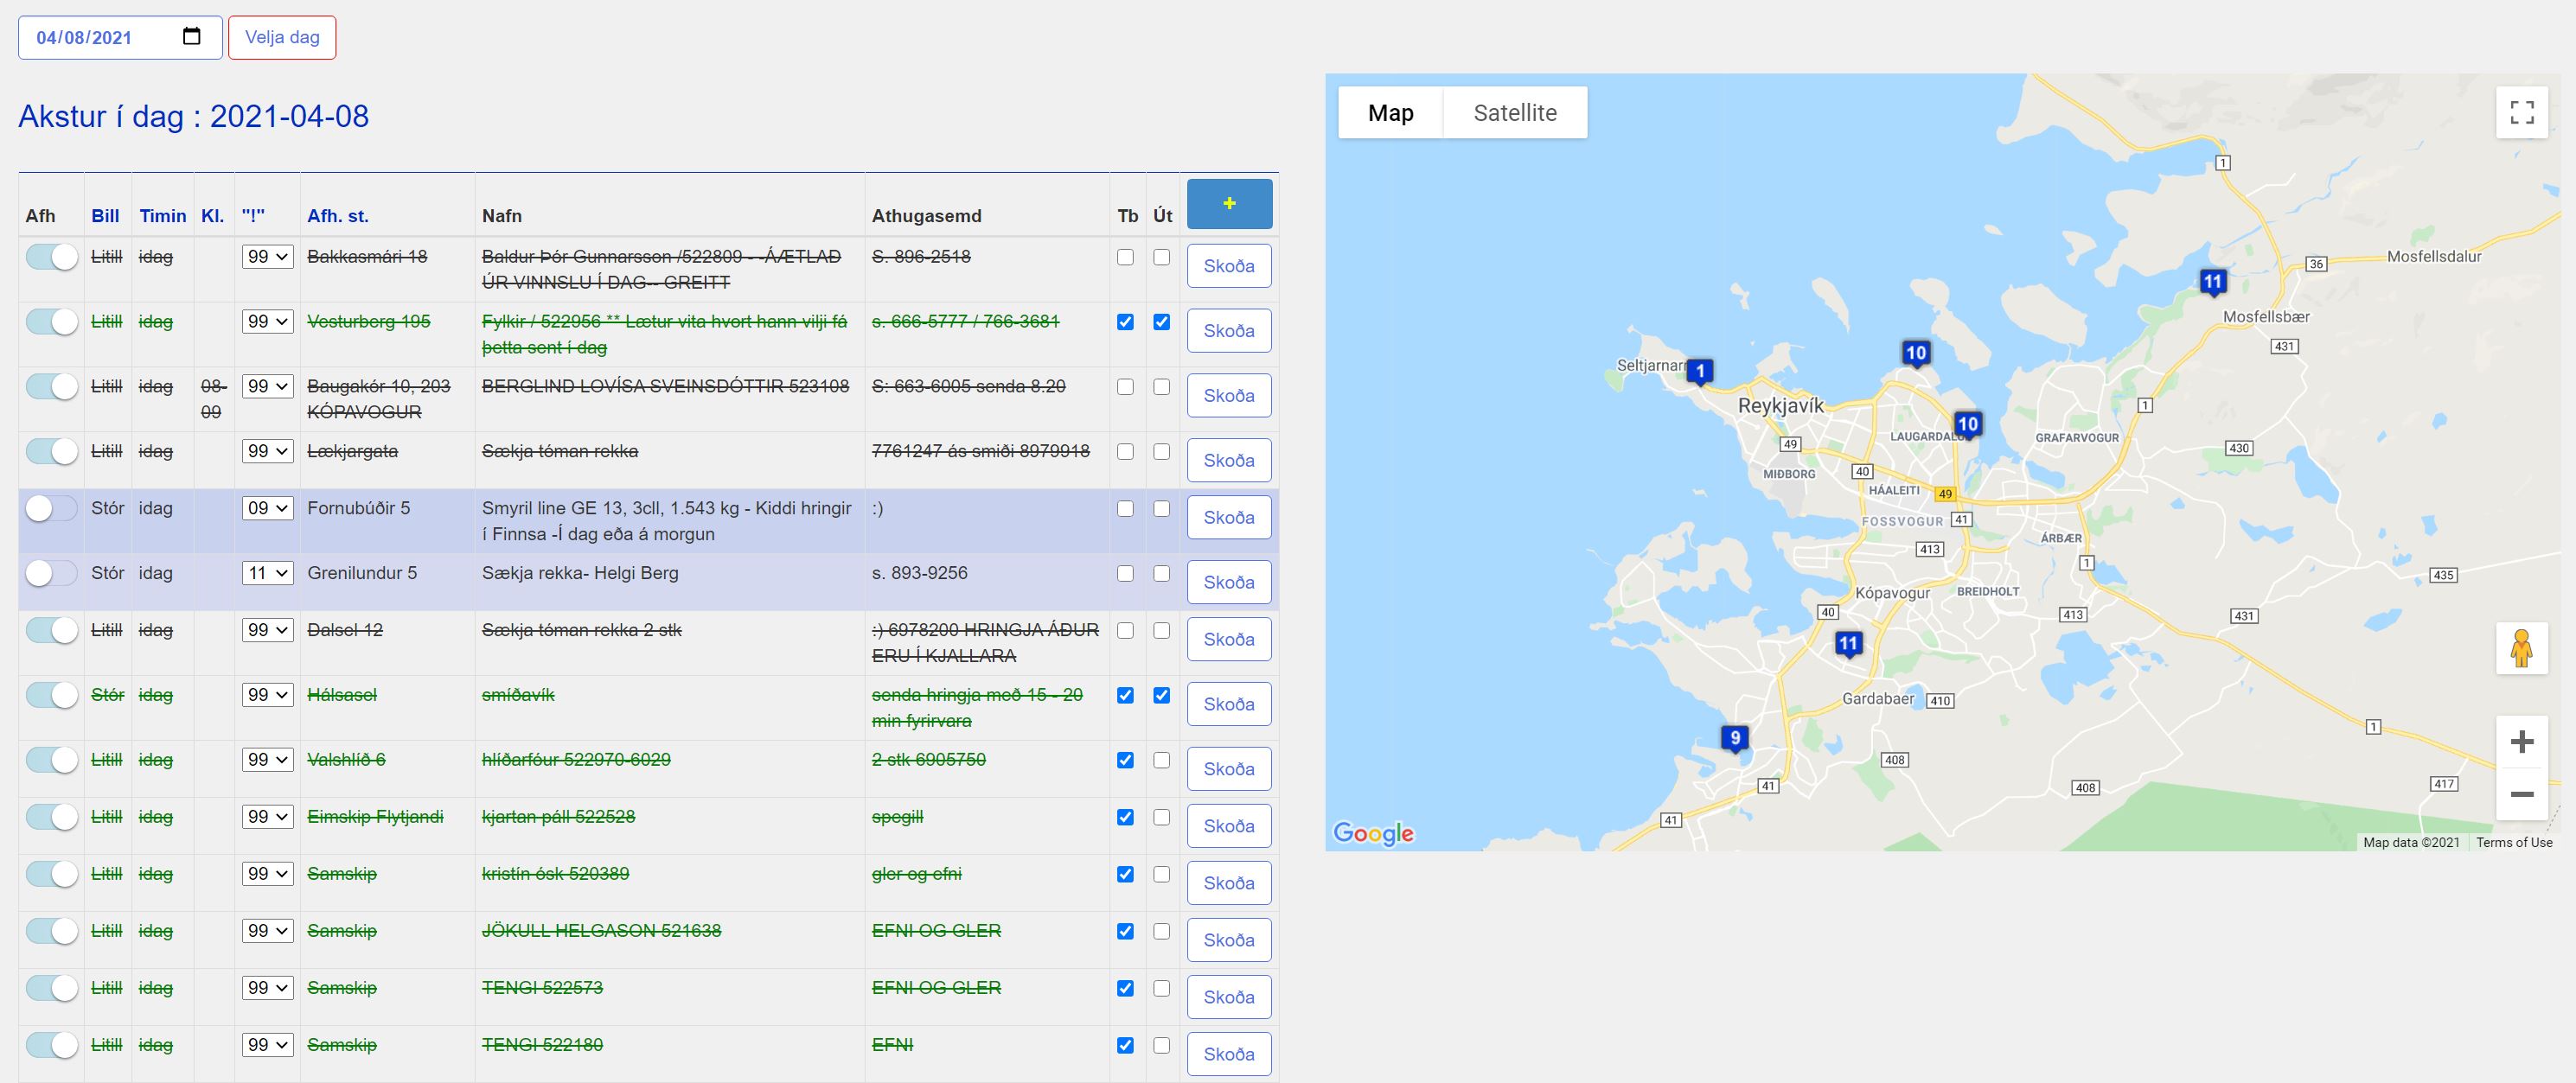 04/08/2021
Velja dag
Akstur í dag : 2021-04-08
Afh Bill Timin Kl. "!" Afh. st. Nafn Athugasemd Tb Út +
Litill idag 99 Bakkasmári 18 Baldur Þór Gunnarsson /522809 - -ÁÆTLAÐ S. 896-2518 Skoða
ÚR VINNSLU Í DAG-- GREITT
Litill idag 99 Vesturberg 195 Fylkir / 522956 ** Lætur vita hvort hann vilji fá s. 666-5777 / 766-3681 Skoða
þetta sent í dag
Litill idag 08- 99 Baugakór 10, 203 BERGLIND LOVÍSA SVEINSDÓTTIR 523108 S: 663-6005 senda 8.20 Skoða
09 KÓPAVOGUR
Litill idag 99 Lækjargata Sækja tóman rekka 7761247 ás smiði 8979918 Skoða
Stór idag 09 Fornubúðir 5 Smyril line GE 13, 3cll, 1.543 kg - Kiddi hringir :) Skoða
í Finnsa -Í dag eða á morgun
Stór idag 11 Grenilundur 5 Sækja rekka- Helgi Berg s. 893-9256 Skoða
Litill idag 99 Dalsel 12 Sækja tóman rekka 2 stk :) 6978200 HRINGJA ÁÐUR Skoða
ERU Í KJALLARA
Stór idag 99 Hálsasel smíðavík senda hringja með 15 - 20 Skoða
min fyrirvara
Litill idag 99 Valshlíð 6 hlíðarfóur 522970-6029 2 stk 6905750 Skoða
Litill idag 99 Eimskip Flytjandi kjartan páll 522528 spegill Skoða
Litill idag 99 Samskip kristín ósk 520389 gler og efni Skoða
Litill idag 99 Samskip JÖKULL HELGASON 521638 EFNI OG GLER Skoða
Litill idag 99 Samskip TENGI 522573 EFNI OG GLER Skoða
Litill idag 99 Samskip TENGI 522180 EFNI Skoða
Map Satellite
1
36 Mosfellsdalur
11
Mosfellsbær
431
10
Seltjarnarn 1
Reykjavík
1
10
LAUGARDALU GRAFARVOGUR
49
430
MIÐBORG
40
HÁALEITI 49
FOSSVOGUR 41
ÁRBÆR
413
1
435
Kópavogur BREIDHOLT
40 413 431
11
Gardabaer 410
1
9
408
41 408 417
41
Google
Map data ©2021 Terms of Use